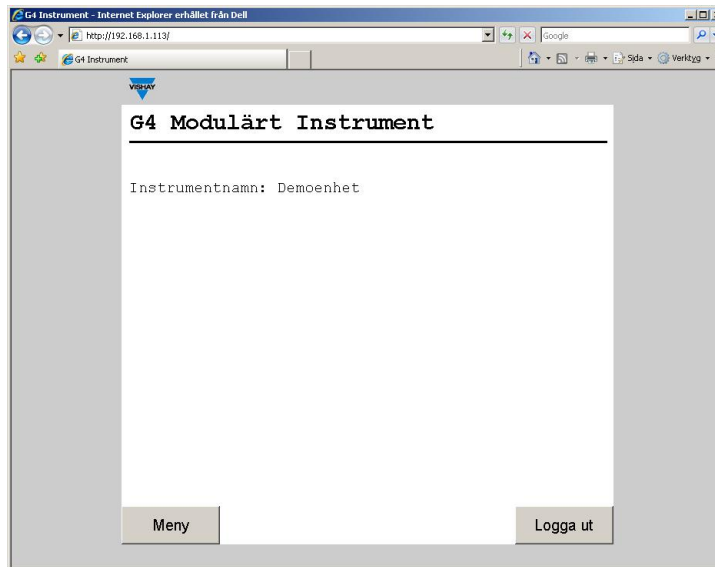 G4 Instrument - Internet Explorer erhållet från Dell
http://192.168.1.113/
Google
G4 Instrument
Sida
Verktyg
VISHAY
G4 Modulärt Instrument
Instrumentnamn: Demoenhet
Meny
Logga ut